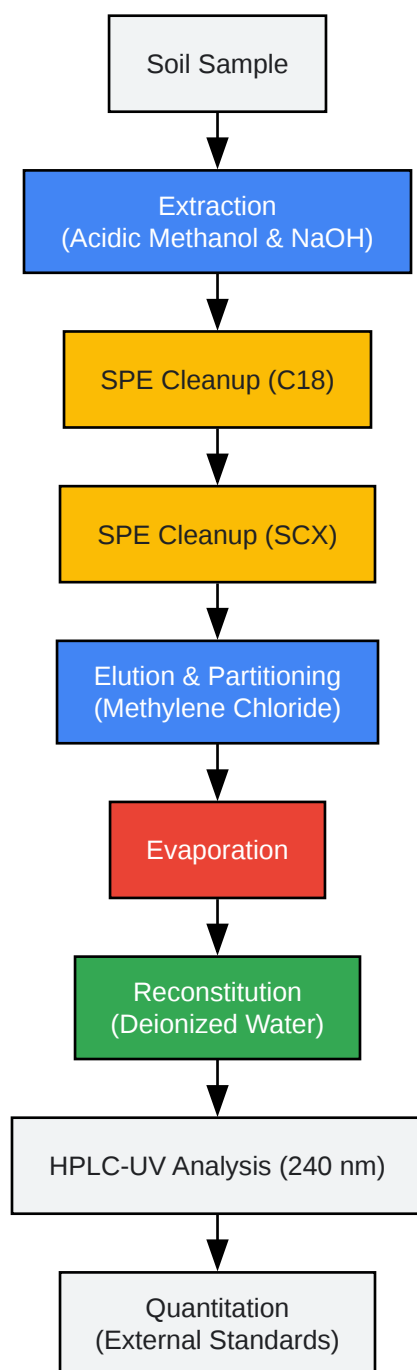 Soil Sample
Extraction
(Acidic Methanol & NaOH)
SPE Cleanup (C18)
SPE Cleanup (SCX)
Elution & Partitioning
(Methylene Chloride)
Evaporation
Reconstitution
(Deionized Water)
HPLC-UV Analysis (240 nm)
Quantitation
(External Standards)